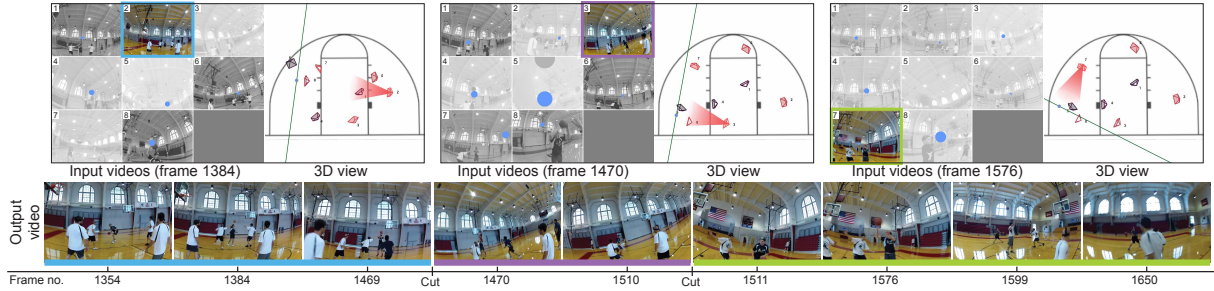 1 2 3
4 5 6
7 8
Input videos (frame 1384) 3D view
1 2 3
4 5 6
7 8
Input videos (frame 1470) 3D view
1 2 3
4 5 6
7 8
Input videos (frame 1576) 3D view
Output
video
Frame no. 1354 1384 1469 Cut 1470 1510 Cut 1511 1576 1599 1650